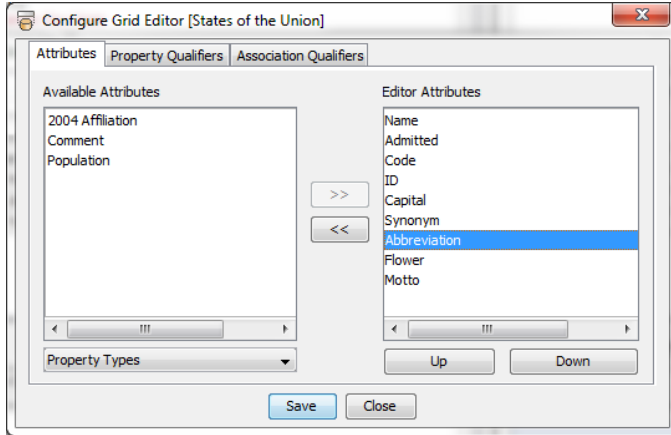 Configure Grid Editor [States of the Union]
Attributes
Property Qualifiers
Association Qualifiers
Available Attributes
2004 Affiliation
Comment
Population
Property Types
>>
<<
Editor Attributes
Name
Admitted
Code
ID
Capital
Synonym
Abbreviation
Flower
Motto
Up
Down
Save
Close